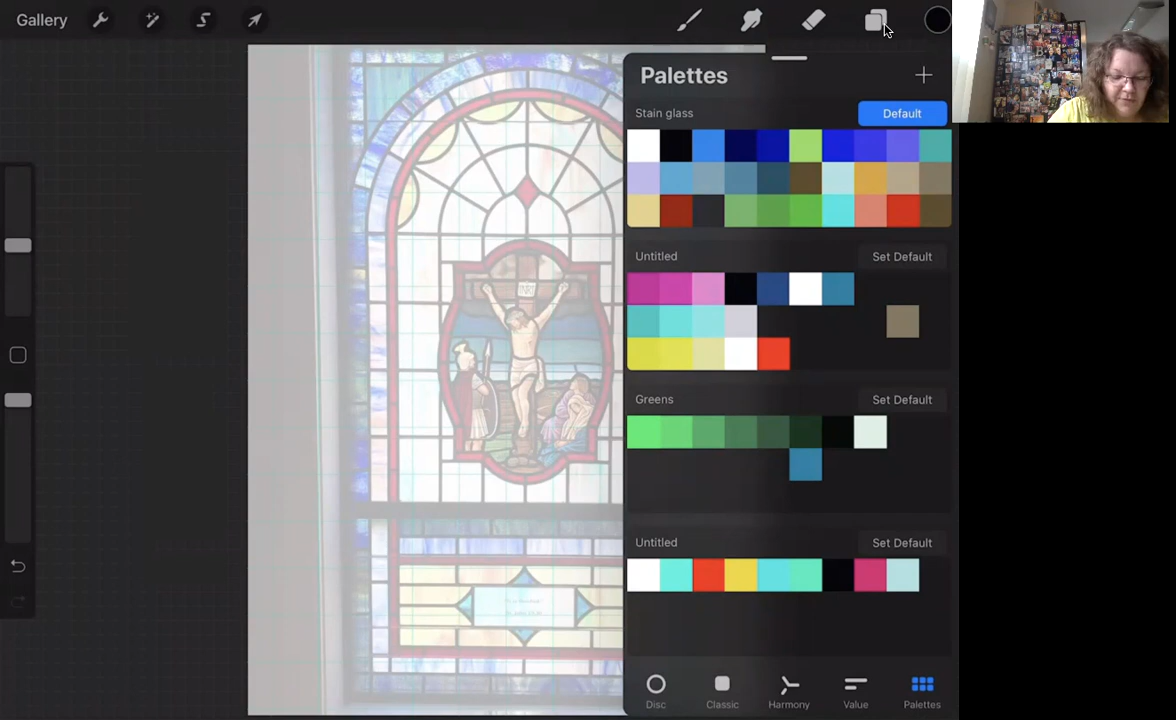 Gallery
Palettes
Stain glass
Default
Untitled
Set Default
Greens
Set Default
Untitled
Set Default
Disc
Classic
Harmony
Value
Palettes
INRI